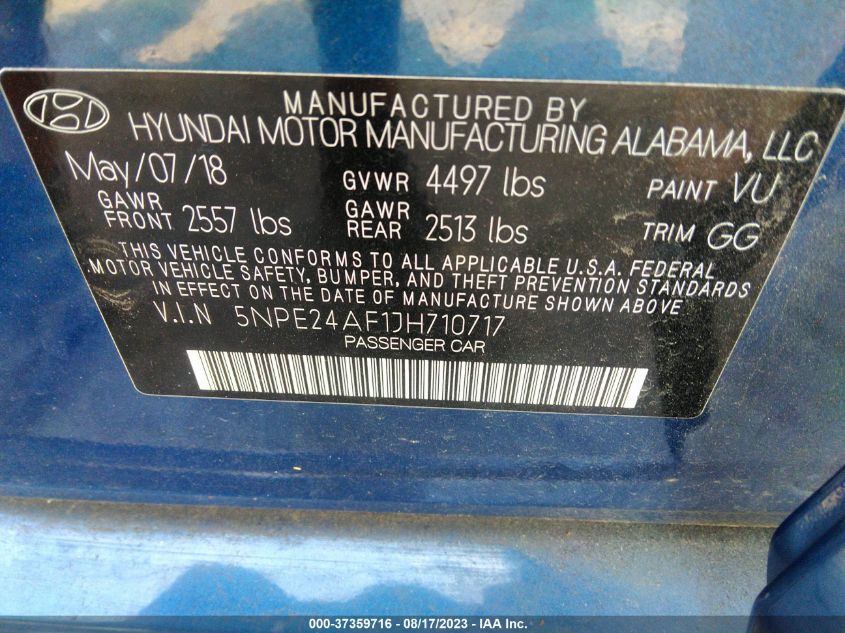 MANUFACTURED BY
HYUNDAI MOTOR MANUFACTURING ALABAMA, LLC
May/07/18 GVWR 4497 lbs PAINT VU
GAWR FRONT 2557 lbs GAWR REAR 2513 lbs TRIM GG
THIS VEHICLE CONFORMS TO ALL APPLICABLE U.S.A. FEDERAL
MOTOR VEHICLE SAFETY, BUMPER, AND THEFT PREVENTION STANDARDS
IN EFFECT ON THE DATE OF MANUFACTURE SHOWN ABOVE
V.I.N 5NPE24AF1JH710717
PASSENGER CAR
000-37359716 - 08/17/2023 - IAA Inc.